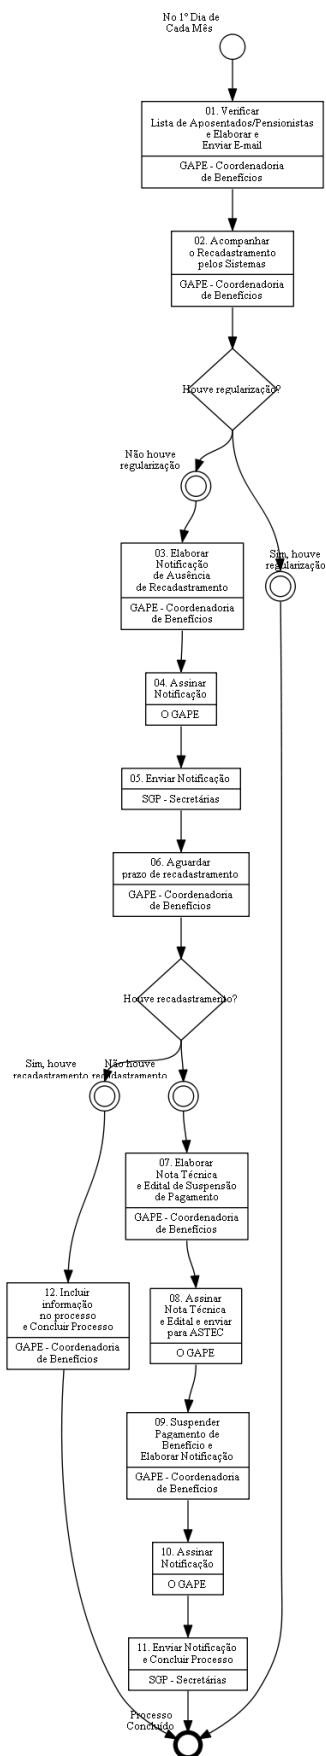 No 1º Dia de
Cada Mês
01. Verificar
Lista de Aposentados/Pensionistas
e Elaborar e
Enviar E-mail
GAPE - Coordenadoria
de Benefícios
02. Acompanhar
o Recadastramento
pelos Sistemas
GAPE - Coordenadoria
de Benefícios
Houve regularização?
Não houve
regularização
Sim, houve
regularização
03. Elaborar
Notificação
de Ausência
de Recadastramento
GAPE - Coordenadoria
de Benefícios
04. Assinar
Notificação
O GAPE
05. Enviar Notificação
SGP - Secretárias
06. Aguardar
prazo de recadastramento
GAPE - Coordenadoria
de Benefícios
Houve recadastramento?
Sim, houve
recadastramento
Não houve
recadastramento
07. Elaborar
Nota Técnica
e Edital de Suspensão
de Pagamento
GAPE - Coordenadoria
de Benefícios
12. Incluir
informação
no processo
e Concluir Processo
GAPE - Coordenadoria
de Benefícios
08. Assinar
Nota Técnica
e Edital e enviar
para ASTEC
O GAPE
09. Suspender
Pagamento de
Benefício e
Elaborar Notificação
GAPE - Coordenadoria
de Benefícios
10. Assinar
Notificação
O GAPE
11. Enviar Notificação
e Concluir Processo
SGP - Secretárias
Processo
Concluído